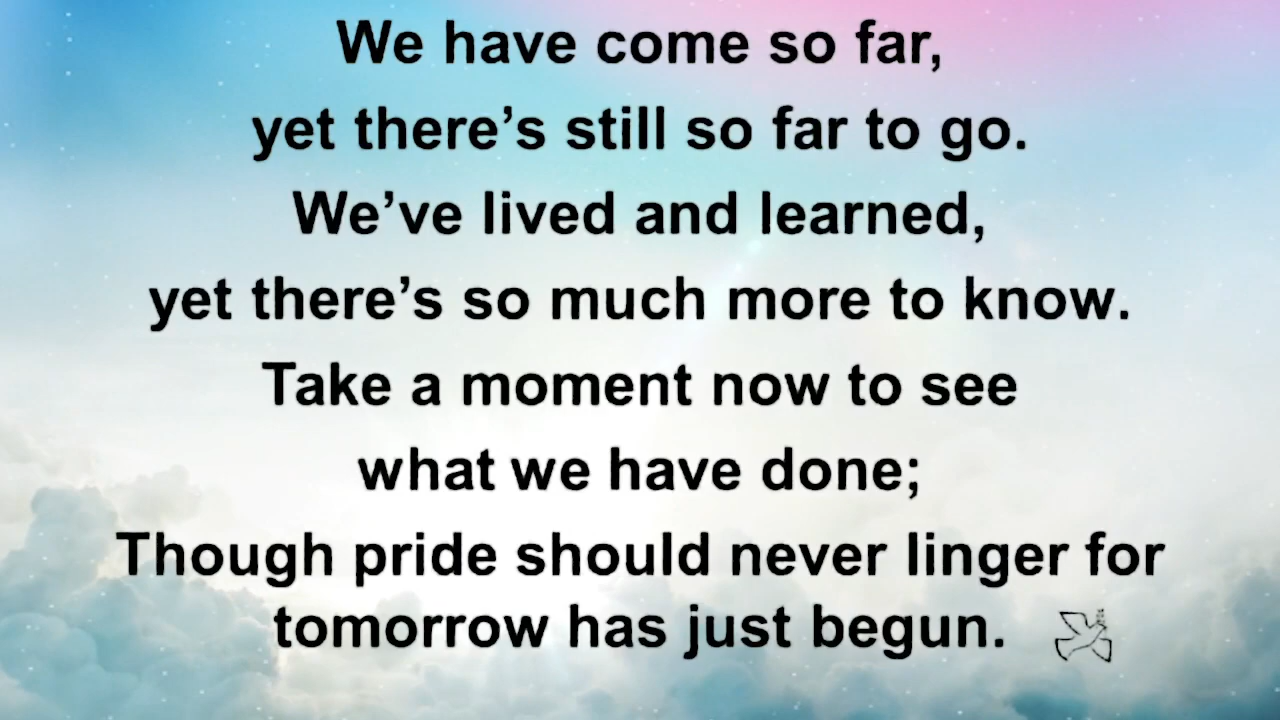 We have come so far,
yet there’s still so far to go.
We’ve lived and learned,
yet there’s so much more to know.
Take a moment now to see
what we have done;
Though pride should never linger for
tomorrow has just begun.